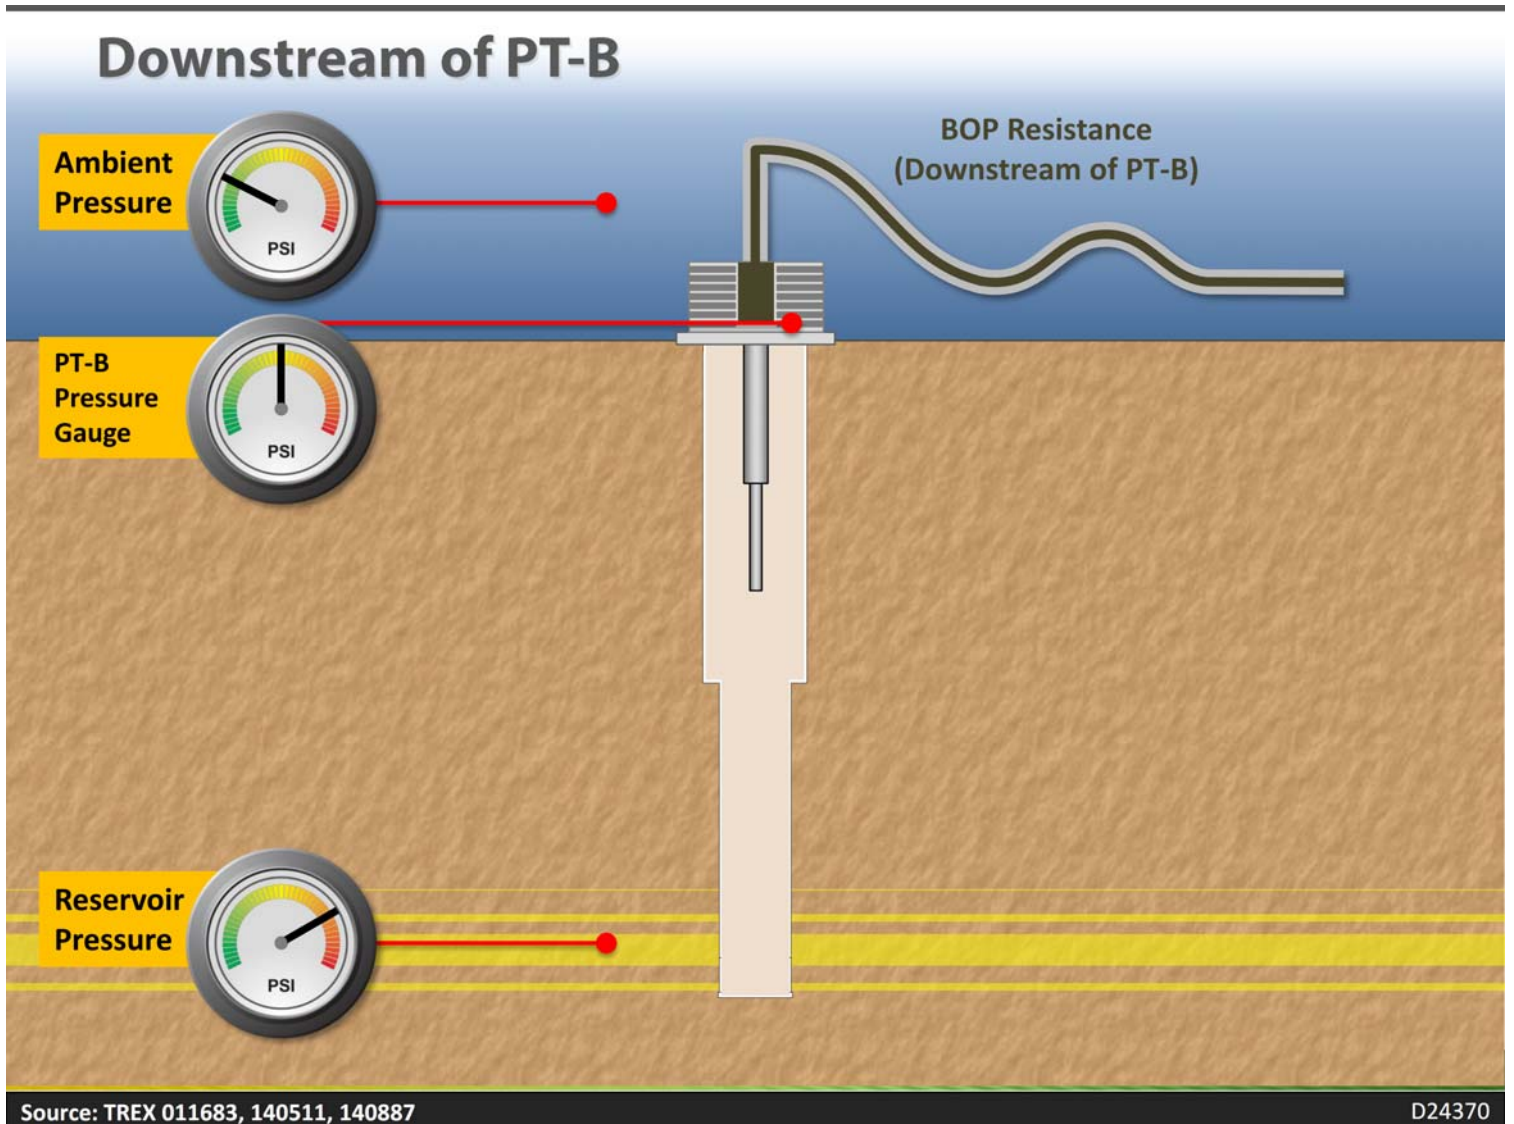 Downstream of PT-B
Ambient
Pressure
PSI
BOP Resistance
(Downstream of PT-B)
PT-B
Pressure
Gauge
PSI
Reservoir
Pressure
PSI
Source: TREX 011683, 140511, 140887
D24370